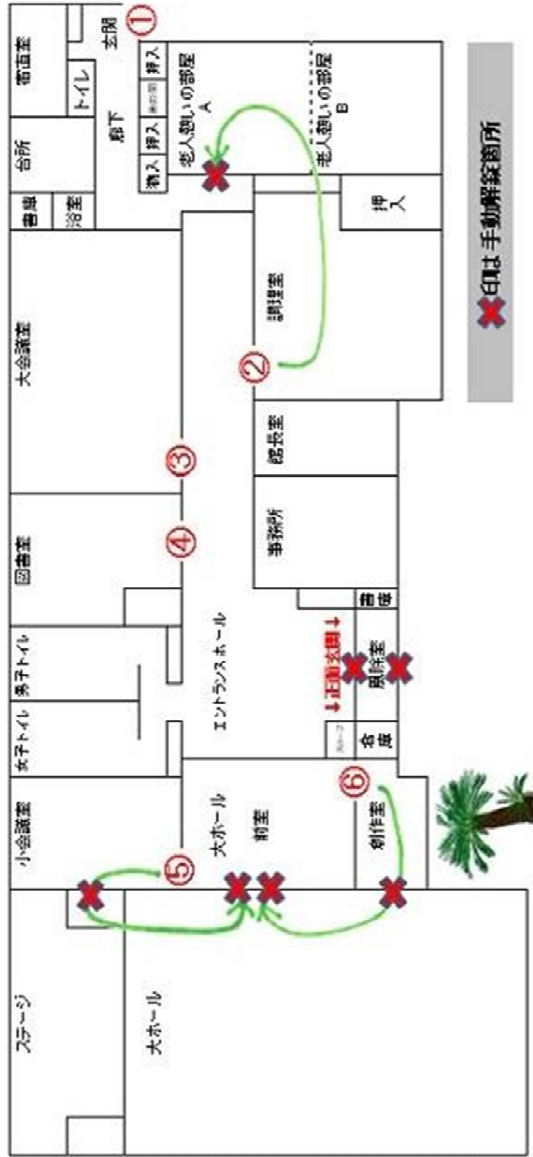 ステージ
小会議室
女子トイレ
男子トイレ
図書室
大会議室
書庫
浴室
台所
宿直室
トイレ
玄関
①
廊下
大ホール
⑤
④
③
物入
押入
押入
大ホール
前室
エントランスホール
老人憩いの部屋
A
②
⑥
↓正面玄関↓
調理室
事務所
館長室
老人憩いの部屋
B
創作室
倉庫
風除室
書庫
押入
印は手動解錠箇所